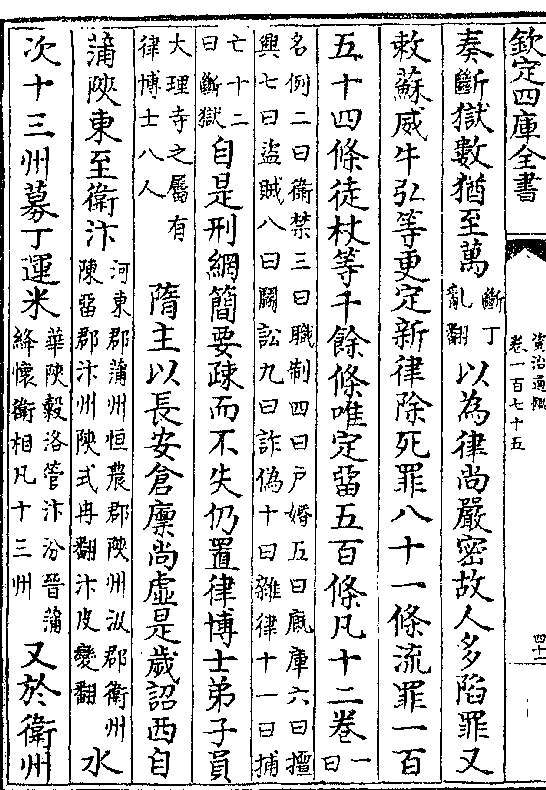 欽定四庫全書
資治通鑑
卷一百七十五
四十二
奏斷獄數猶至萬斷丁亂翻以為律尚嚴密故人多陷罪又
敕蘇威牛弘等更定新律除死罪八十一條流罪一百
五十四條徒杖等千餘條唯定留五百條凡十二卷一曰
名例二曰衞禁三曰職制四曰戶婚五曰廐庫六曰擅
興七曰盜賊八曰鬭訟九曰詐偽十曰雜律十一曰捕
亡十二曰斷獄自是刑網簡要疎而不失仍置律博士弟子員
大理寺之屬有律博士八人隋主以長安倉廩尚虛是歲詔西自
蒲陜東至衞汴河東郡蒲州恒農郡陜州汲郡衞州陳留郡汴州陜式冉翻汴皮變翻水
次十三州募丁運米華陜穀洛管汴汾晉蒲絳懷衞相凡十三州又於衞州